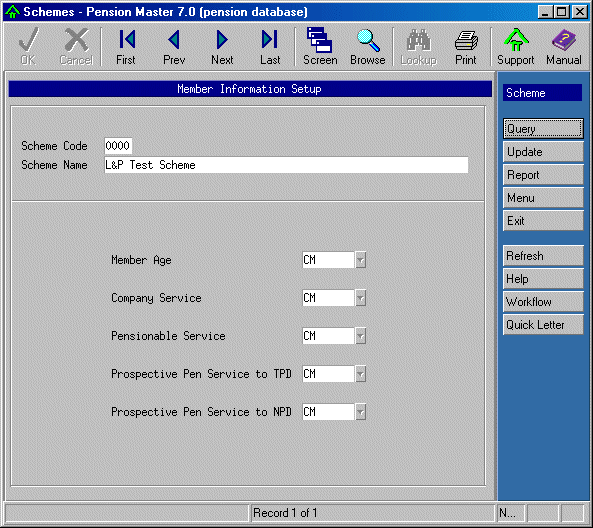 Schemes - Pension Master 7.0 (pension database)
OK Cancel First Prev Next Last Screen Browse Lookup Print Support Manual
Member Information Setup
Scheme Code 0000
Scheme Name L&P Test Scheme
Member Age CM
Company Service CM
Pensionable Service CM
Prospective Pen Service to TPD CM
Prospective Pen Service to NPD CM
Scheme
Query
Update
Report
Menu
Exit
Refresh
Help
Workflow
Quick Letter
Record 1 of 1 N...